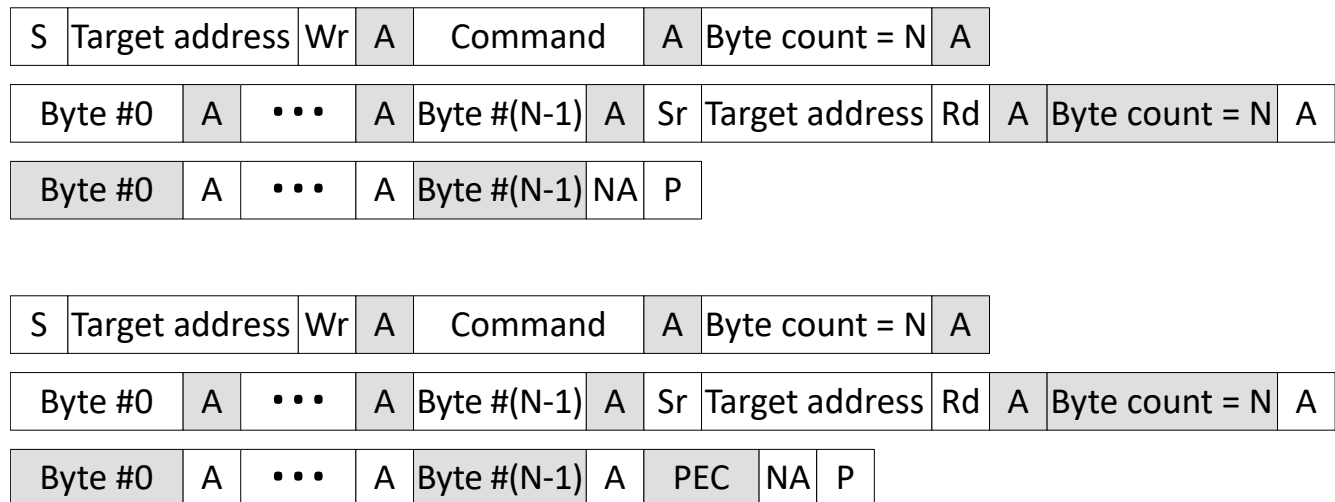 S Target address Wr A Command A Byte count = N A
Byte #0 A ••• A Byte #(N-1) A Sr Target address Rd A Byte count = N A
Byte #0 A ••• A Byte #(N-1) NA P
S Target address Wr A Command A Byte count = N A
Byte #0 A ••• A Byte #(N-1) A Sr Target address Rd A Byte count = N A
Byte #0 A ••• A Byte #(N-1) A PEC NA P